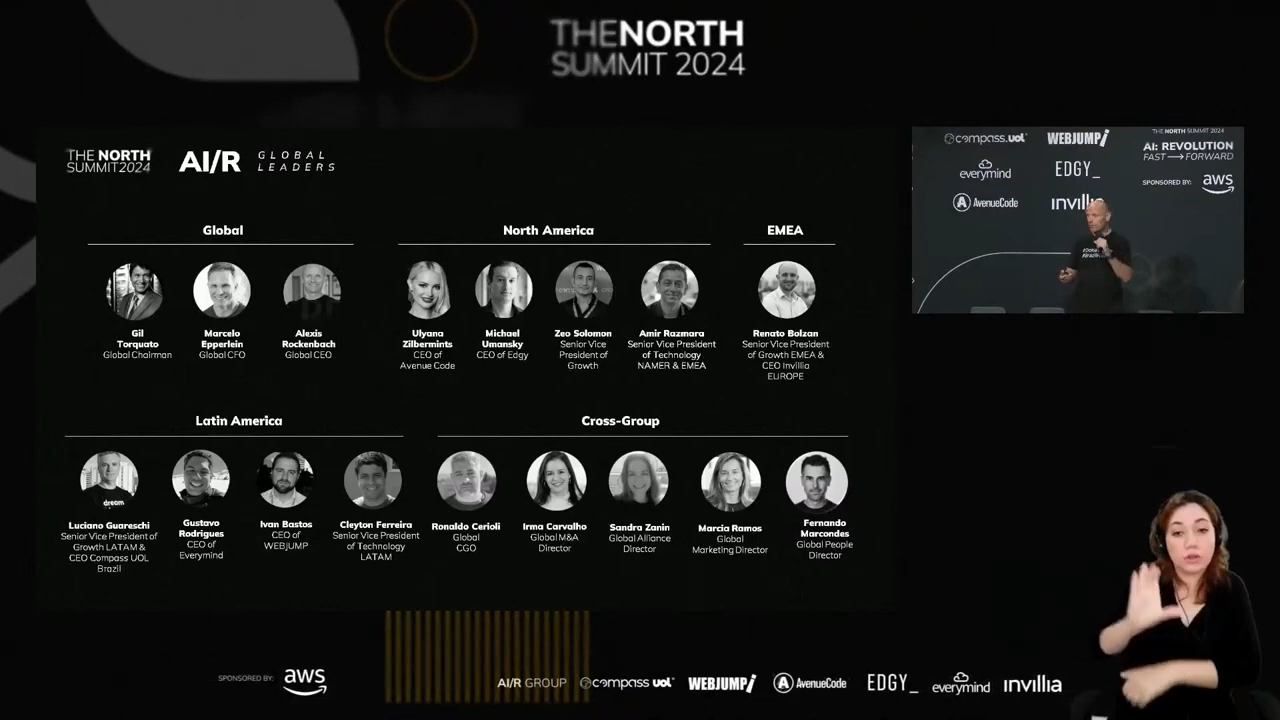 THENORTH
SUMMIT 2024
THE NORTH
SUMMIT2024
AI/R
GLOBAL
LEADERS
Global
Gil
Torquato
Global Chairman
Marcelo
Epperlein
Global CFO
Alexis
Rockenbach
Global CEO
North America
Ulyana
Zilbermints
CEO of
Avenue Code
Michael
Umansky
CEO of Edgy
Zeo Solomon
Senior Vice
President of
Growth
Amir Razmara
Senior Vice President
of Technology
NAMER & EMEA
EMEA
Renato Bolzan
Senior Vice President
of Growth EMEA &
CEO Invillia
EUROPE
Latin America
dream
Luciano Guareschi
Senior Vice President of
Growth LATAM &
CEO Compass UOL
Brazil
Gustavo
Rodrigues
CEO of
Everymind
Ivan Bastos
CEO of
WEBJUMP
Cleyton Ferreira
Senior Vice President
of Technology
LATAM
Cross-Group
Ronaldo Cerioli
Global
CGO
Irma Carvalho
Global M&A
Director
Sandra Zanin
Global Alliance
Director
Marcia Ramos
Global
Marketing Director
Fernando
Marcondes
Global People
Director
compass.uol
WEBJUMP
everymind
EDGY_
AvenueCode
invillia
THE NORTH SUMMIT 2024
AI: REVOLUTION
FAST → FORWARD
SPONSORED BY: aws
SPONSORED BY: aws
AI/R GROUP
compass uol
WEBJUMP
AvenueCode
EDGY_
everymind
invillia